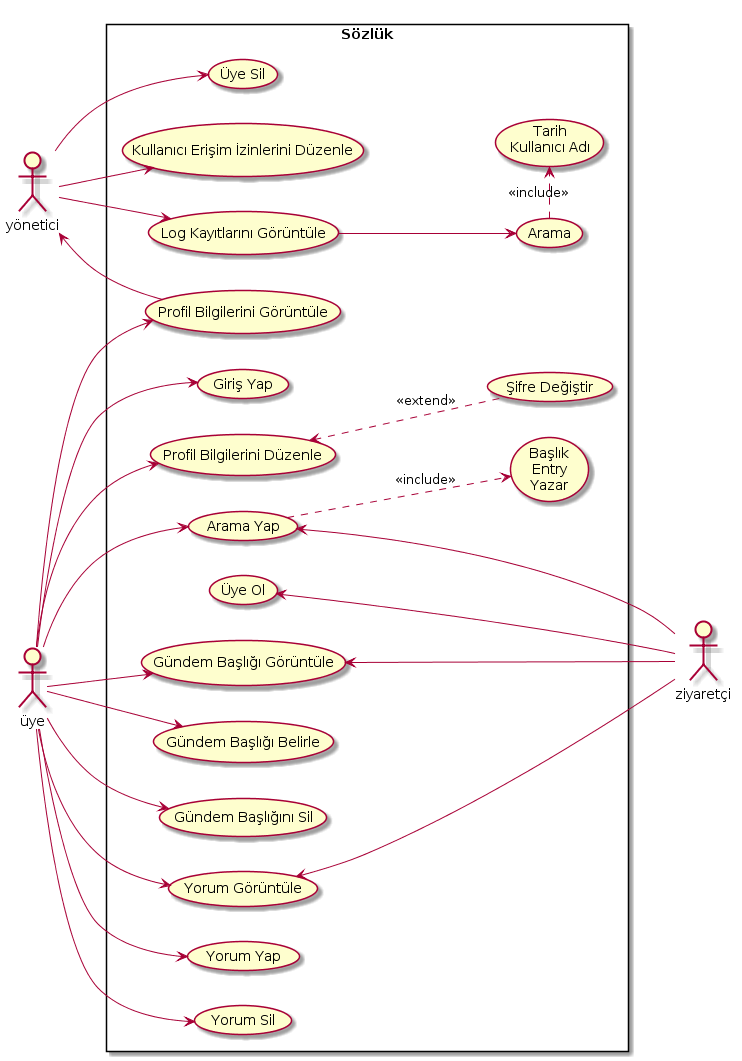 Sözlük
Üye Sil
Tarih
Kullanıcı Adı
Kullanıcı Erişim İzinlerini Düzenle
«include»
yönetici
Log Kayıtlarını Görüntüle
Arama
Profil Bilgilerini Görüntüle
Giriş Yap
Şifre Değiştir
«extend»
Profil Bilgilerini Düzenle
Başlık
Entry
Yazar
«include»
Arama Yap
Üye Ol
Gündem Başlığı Görüntüle
ziyaretçi
üye
Gündem Başlığı Belirle
Gündem Başlığını Sil
Yorum Görüntüle
Yorum Yap
Yorum Sil